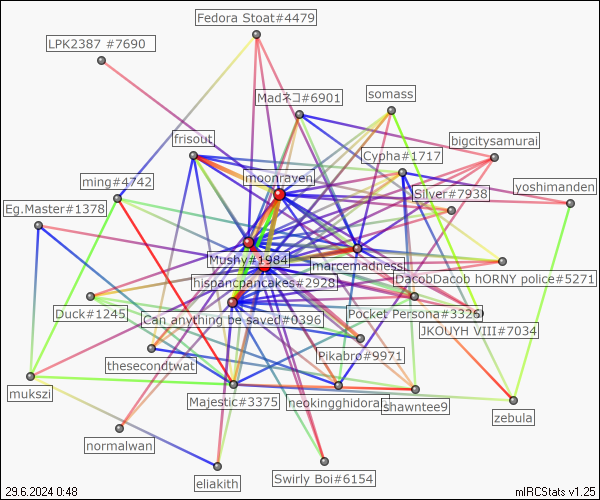 Fedora Stoat#4479
LPK2387 #7690
Madネコ#6901
somass
frisout
bigcitysamurai
Cypha#1717
moonraven
ming#4742
Silver#7938
yoshimanden
Eg.Master#1378
Mushy#1984
marcemadness
hispancpancakes#2928
DacobDacob hORNY police#5271
Duck#1245
Can anything be saved#0396
Pocket Persona#3326
JKOUYH VIII#7034
Pikabro#9971
thesecondtwat
mukszi
Majestic#3375
neokingghidorah
shawntee9
zebula
normalwan
eliakith
Swirly Boi#6154
29.6.2024 0:48
mIRCStats v1.25